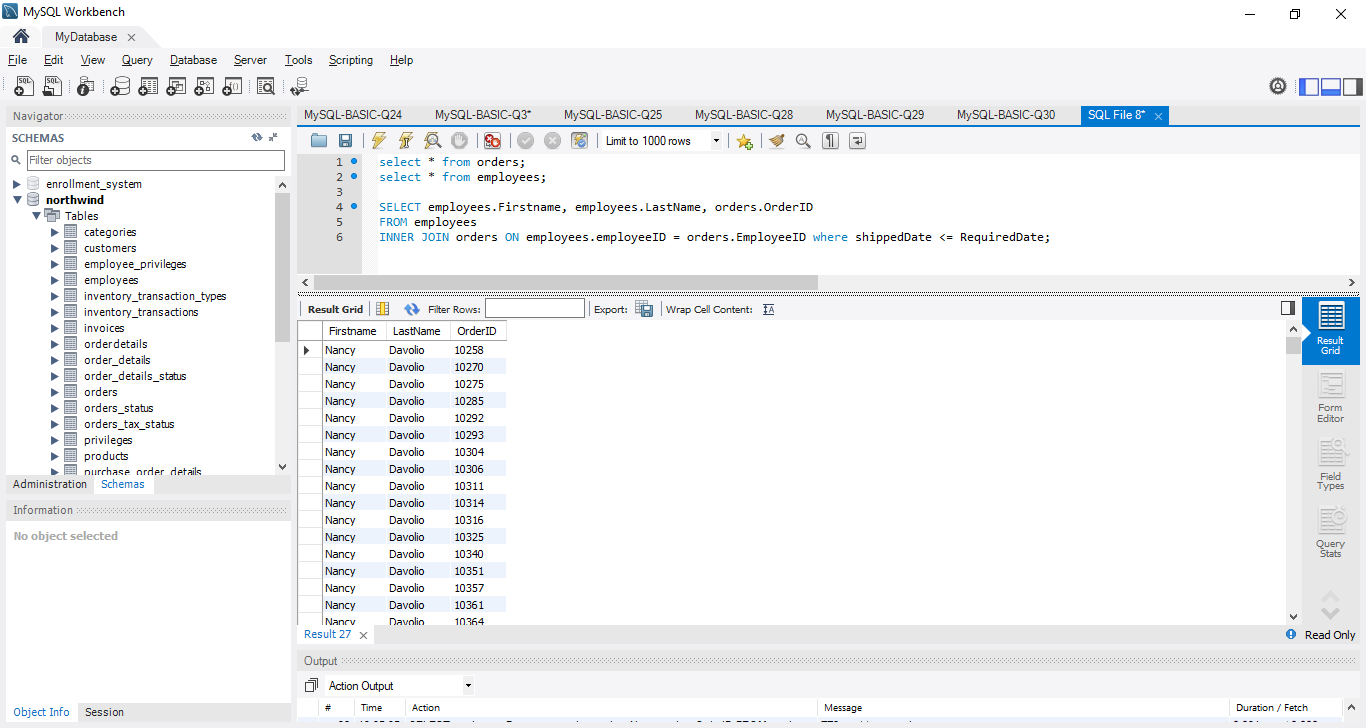 MySQL Workbench
MyDatabase
File Edit View Query Database Server Tools Scripting Help
Navigator
SCHEMAS
Filter objects
enrollment_system
northwind
Tables
categories
customers
employee_privileges
employees
inventory_transaction_types
inventory_transactions
invoices
orderdetails
order_details
order_details_status
orders
orders_status
orders_tax_status
privileges
products
purchase_order_details
Administration Schemas
Information
No object selected
Object Info Session
MySQL-BASIC-Q24 MySQL-BASIC-Q3* MySQL-BASIC-Q25 MySQL-BASIC-Q28 MySQL-BASIC-Q29 MySQL-BASIC-Q30 SQL File 8*
Limit to 1000 rows
1 select * from orders;
2 select * from employees;
3
4 SELECT employees.Firstname, employees.LastName, orders.OrderID
5 FROM employees
6 INNER JOIN orders ON employees.employeeID = orders.EmployeeID where shippedDate <= RequiredDate;
Result Grid Filter Rows: Export: Wrap Cell Content:
Firstname LastName OrderID
Nancy Davolio 10258
Nancy Davolio 10270
Nancy Davolio 10275
Nancy Davolio 10285
Nancy Davolio 10292
Nancy Davolio 10293
Nancy Davolio 10304
Nancy Davolio 10306
Nancy Davolio 10311
Nancy Davolio 10314
Nancy Davolio 10316
Nancy Davolio 10325
Nancy Davolio 10340
Nancy Davolio 10351
Nancy Davolio 10357
Nancy Davolio 10361
Nancy Davolio 10364
Result Grid
Form Editor
Field Types
Query Stats
Result 27
Read Only
Output
Action Output
# Time Action Message Duration / Fetch